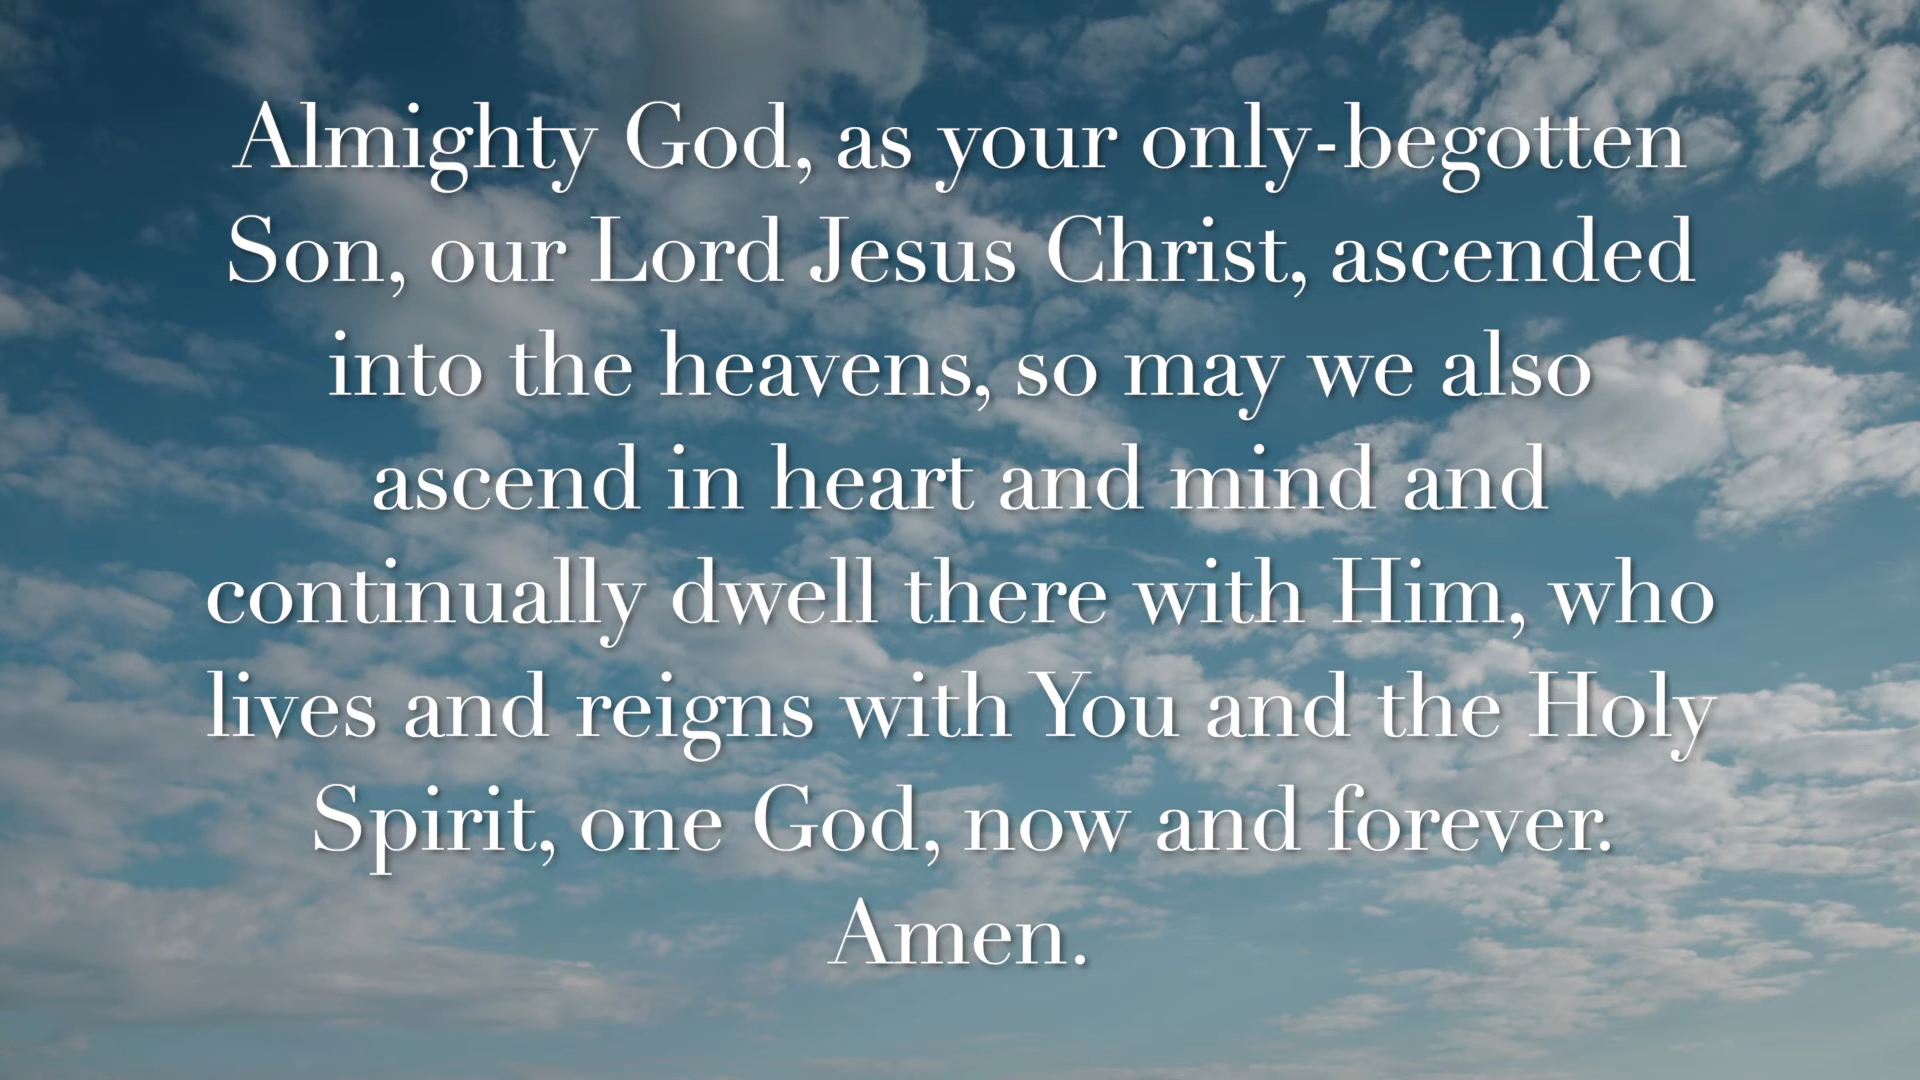 Almighty God, as your only-begotten
Son, our Lord Jesus Christ, ascended
into the heavens, so may we also
ascend in heart and mind and
continually dwell there with Him, who
lives and reigns with You and the Holy
Spirit, one God, now and forever.
Amen.